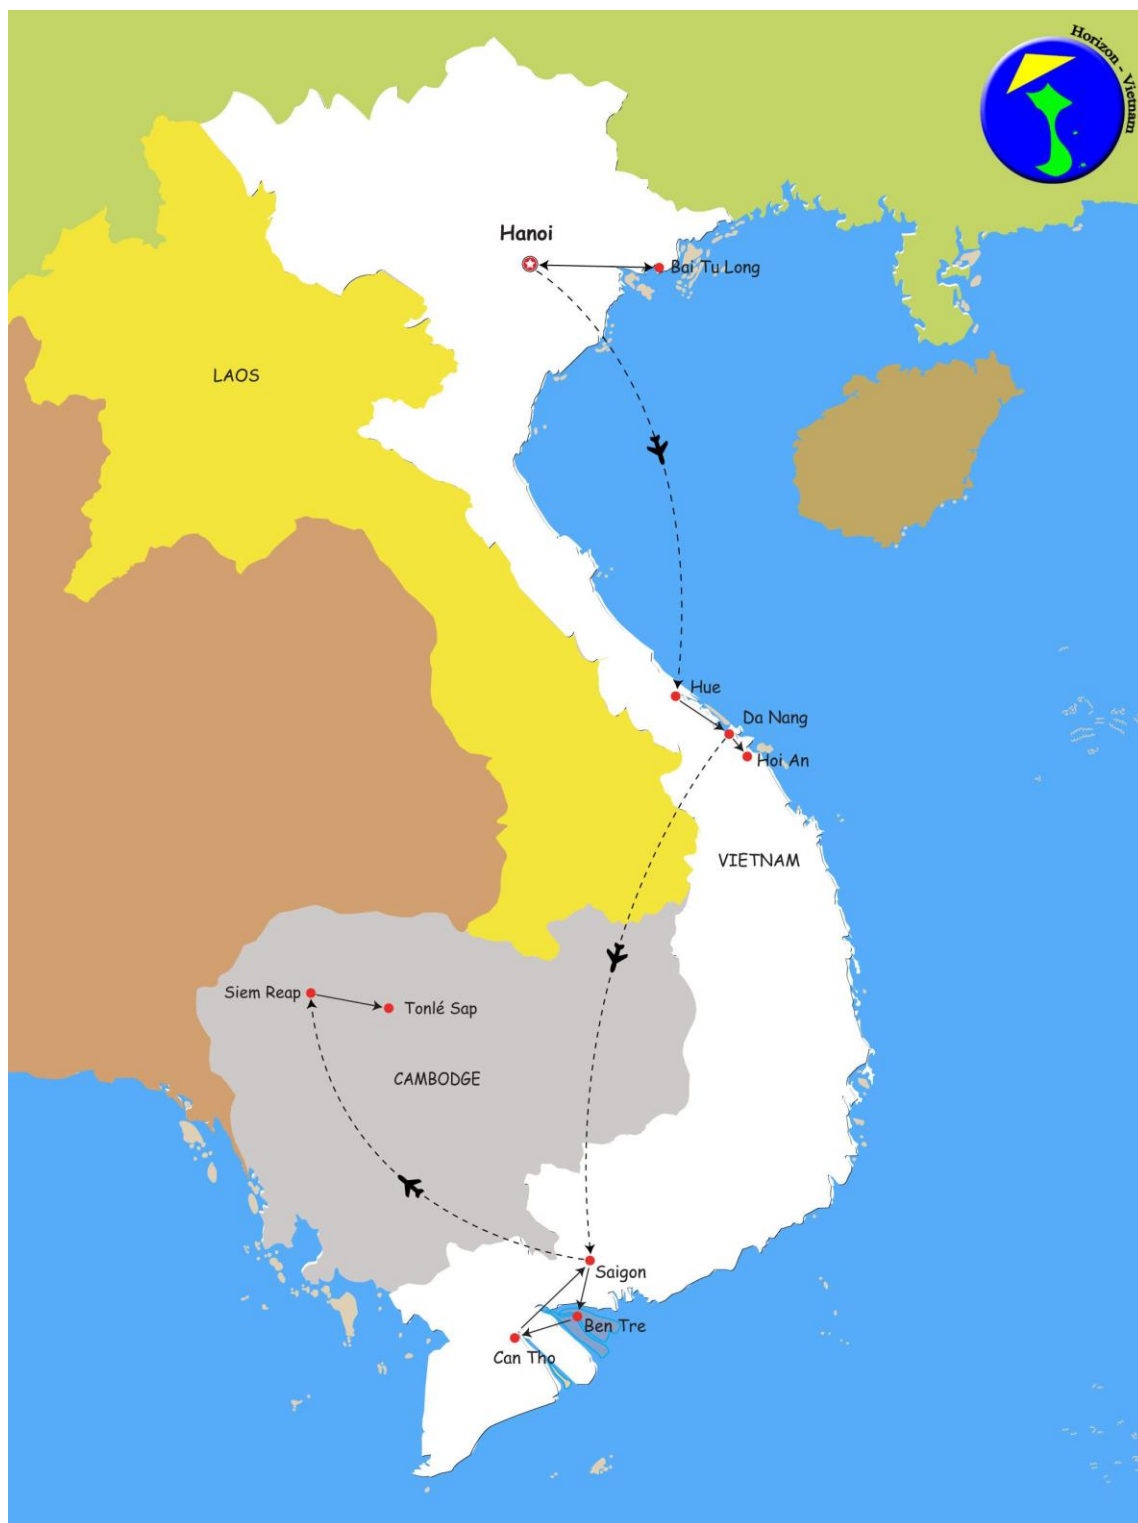 Horizon - Vietnam
Hanoi
Bai Tu Long
LAOS
Hue
Da Nang
Hoi An
VIETNAM
Siem Reap
Tonlé Sap
CAMBODGE
Saigon
Ben Tre
Can Tho